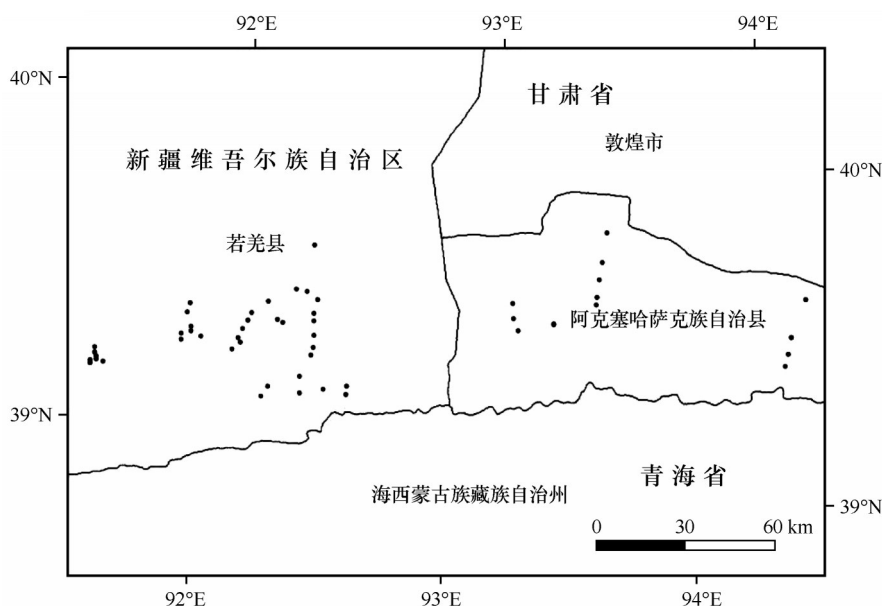 92°E 93°E 94°E
40°N
甘肃省
敦煌市
新疆维吾尔族自治区
40°N
若羌县
阿克塞哈萨克族自治县
39°N
青海省
海西蒙古族藏族自治州
39°N
0 30 60 km
92°E 93°E 94°E